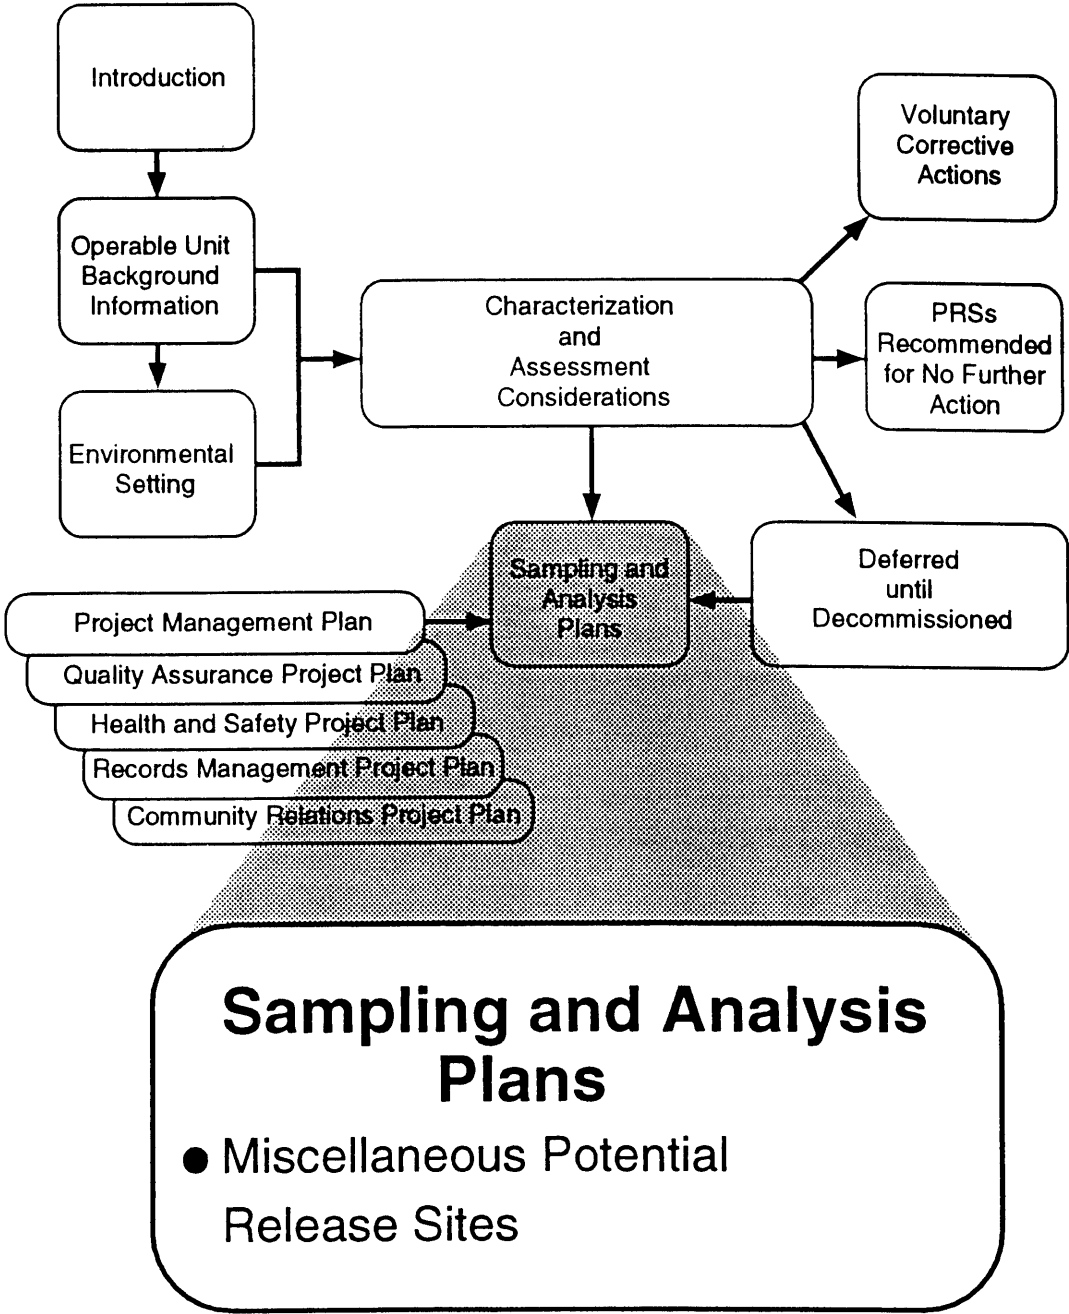 Introduction
Operable Unit
Background
Information
Environmental
Setting
Characterization
and
Assessment
Considerations
Voluntary
Corrective
Actions
PRSs
Recommended
for No Further
Action
Sampling and
Analysis
Plans
Deferred
until
Decommissioned
Project Management Plan
Quality Assurance Project Plan
Health and Safety Project Plan
Records Management Project Plan
Community Relations Project Plan
Sampling and Analysis
Plans
● Miscellaneous Potential
Release Sites